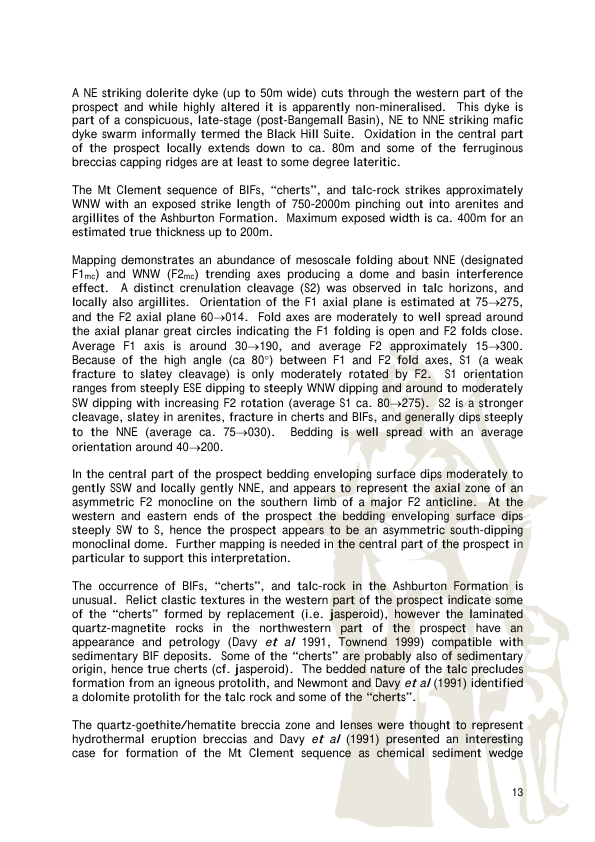 A NE striking dolerite dyke (up to 50m wide) cuts through the western part of the
prospect and while highly altered it is apparently non-mineralised. This dyke is
part of a conspicuous, late-stage (post-Bangemall Basin), NE to NNE striking mafic
dyke swarm informally termed the Black Hill Suite. Oxidation in the central part
of the prospect locally extends down to ca. 80m and some of the ferruginous
breccias capping ridges are at least to some degree lateritic.
The Mt Clement sequence of BIFs, “cherts”, and talc-rock strikes approximately
WNW with an exposed strike length of 750-2000m pinching out into arenites and
argillites of the Ashburton Formation. Maximum exposed width is ca. 400m for an
estimated true thickness up to 200m.
Mapping demonstrates an abundance of mesoscale folding about NNE (designated
F1mc) and WNW (F2mc) trending axes producing a dome and basin interference
effect. A distinct crenulation cleavage (S2) was observed in talc horizons, and
locally also argillites. Orientation of the F1 axial plane is estimated at 75→275,
and the F2 axial plane 60→014. Fold axes are moderately to well spread around
the axial planar great circles indicating the F1 folding is open and F2 folds close.
Average F1 axis is around 30→190, and average F2 approximately 15→300.
Because of the high angle (ca 80°) between F1 and F2 fold axes, S1 (a weak
fracture to slatey cleavage) is only moderately rotated by F2. S1 orientation
ranges from steeply ESE dipping to steeply WNW dipping and around to moderately
SW dipping with increasing F2 rotation (average S1 ca. 80→275). S2 is a stronger
cleavage, slatey in arenites, fracture in cherts and BIFs, and generally dips steeply
to the NNE (average ca. 75→030). Bedding is well spread with an average
orientation around 40→200.
In the central part of the prospect bedding enveloping surface dips moderately to
gently SSW and locally gently NNE, and appears to represent the axial zone of an
asymmetric F2 monocline on the southern limb of a major F2 anticline. At the
western and eastern ends of the prospect the bedding enveloping surface dips
steeply SW to S, hence the prospect appears to be an asymmetric south-dipping
monoclinal dome. Further mapping is needed in the central part of the prospect in
particular to support this interpretation.
The occurrence of BIFs, “cherts”, and talc-rock in the Ashburton Formation is
unusual. Relict clastic textures in the western part of the prospect indicate some
of the “cherts” formed by replacement (i.e. jasperoid), however the laminated
quartz-magnetite rocks in the northwestern part of the prospect have an
appearance and petrology (Davy et al 1991, Townend 1999) compatible with
sedimentary BIF deposits. Some of the “cherts” are probably also of sedimentary
origin, hence true cherts (cf. jasperoid). The bedded nature of the talc precludes
formation from an igneous protolith, and Newmont and Davy et al (1991) identified
a dolomite protolith for the talc rock and some of the “cherts”.
The quartz-goethite/hematite breccia zone and lenses were thought to represent
hydrothermal eruption breccias and Davy et al (1991) presented an interesting
case for formation of the Mt Clement sequence as chemical sediment wedge
13